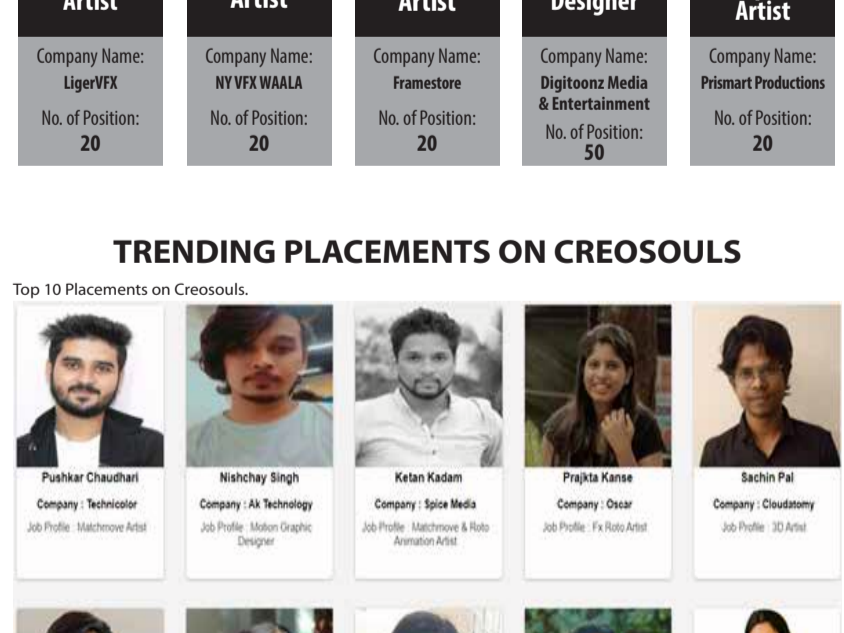 Artist
Artist
Artist
Designer
Artist
Company Name:
LigerVFX
No. of Position:
20
Company Name:
NY VFX WAALA
No. of Position:
20
Company Name:
Framestore
No. of Position:
20
Company Name:
Digitoonz Media
& Entertainment
No. of Position:
50
Company Name:
Prismart Productions
No. of Position:
20
TRENDING PLACEMENTS ON CREOSOULS
Top 10 Placements on Creosouls.
Pushkar Chaudhari
Company : Technicolor
Job Profile : Matchmove Artist
Nishchay Singh
Company : Ak Technology
Job Profile : Motion Graphic
Designer
Ketan Kadam
Company : Spice Media
Job Profile : Matchmove & Roto
Animation Artist
Prajkta Kanse
Company : Oscar
Job Profile : Fx Roto Artist
Sachin Pal
Company : Cloudatomy
Job Profile : 3D Artist